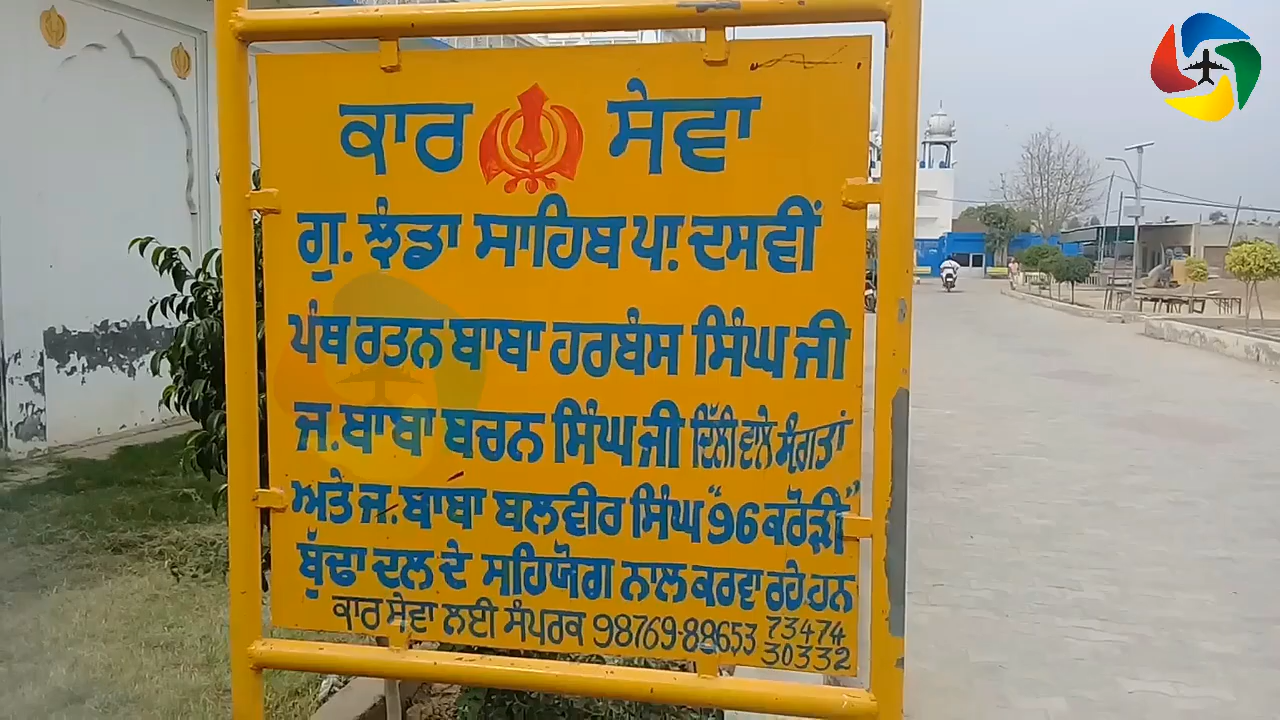 ਕਾਰ ਸੇਵਾ
ਗੁ. ਝੰਡਾ ਸਾਹਿਬ ਪਾ. ਦਸਵੀਂ
ਪੰਥ ਰਤਨ ਬਾਬਾ ਹਰਬੰਸ ਸਿੰਘ ਜੀ
ਜ. ਬਾਬਾ ਬਚਨ ਸਿੰਘ ਜੀ ਦਿੱਲੀ ਵਾਲੇ ਸੰਗਤਾਂ
ਅਤੇ ਜ. ਬਾਬਾ ਬਲਵੀਰ ਸਿੰਘ "96 ਕਰੋੜੀ"
ਬੁੱਢਾ ਦਲ ਦੇ ਸਹਿਯੋਗ ਨਾਲ ਕਰਵਾ ਰਹੇ ਹਨ
ਕਾਰ ਸੇਵਾ ਲਈ ਸੰਪਰਕ 98769-88653 73474
30332